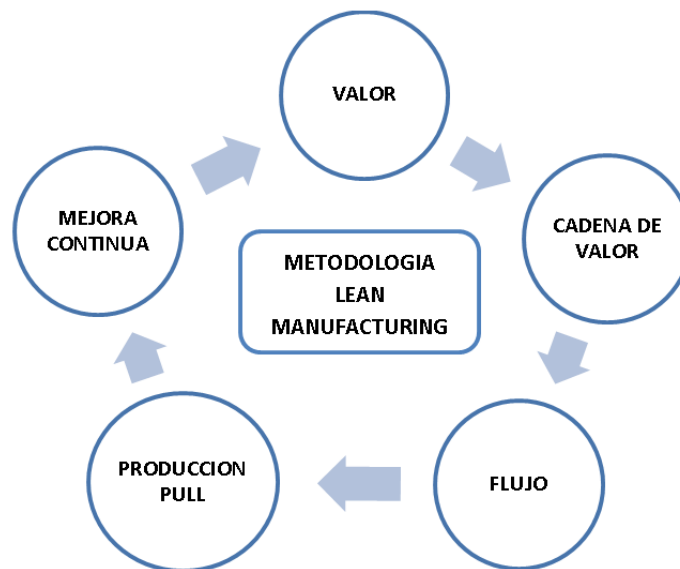 VALOR
CADENA DE
VALOR
FLUJO
PRODUCCION
PULL
MEJORA
CONTINUA
METODOLOGIA
LEAN
MANUFACTURING